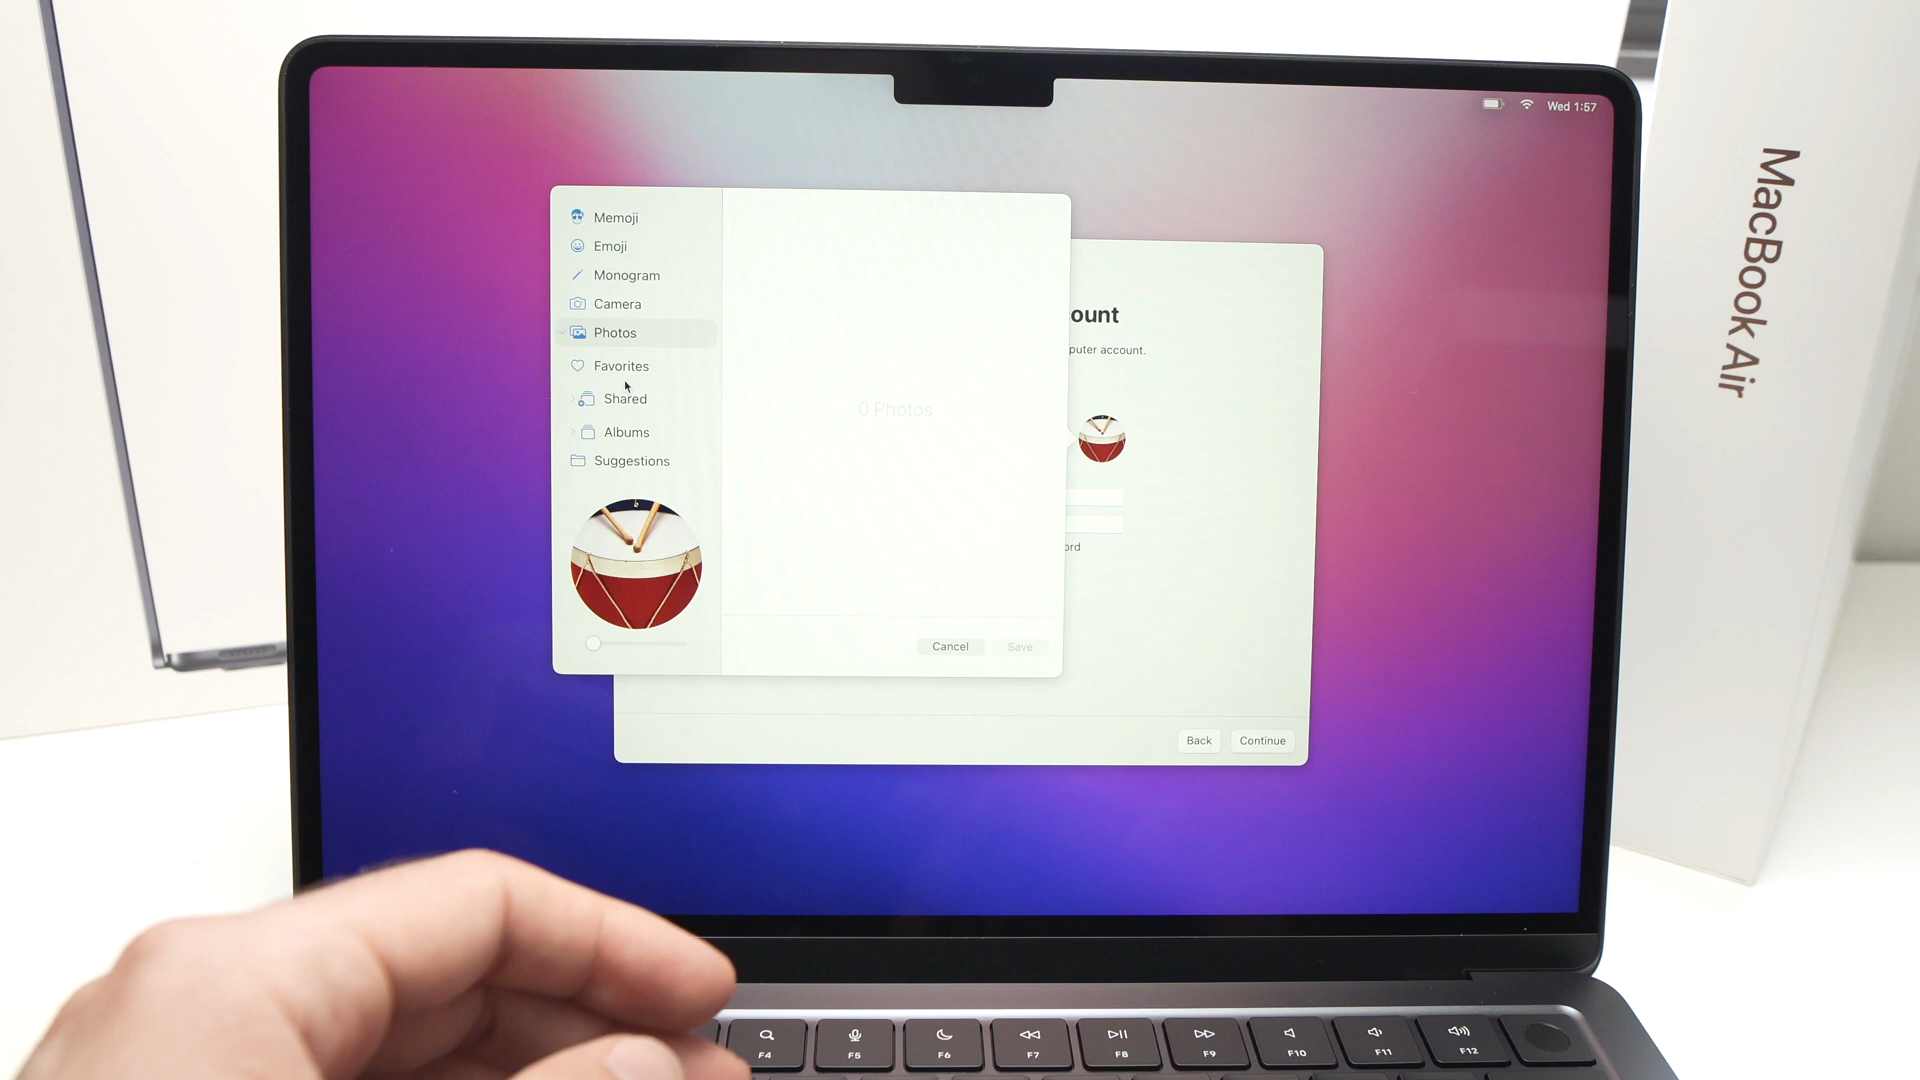 Wed 1:57
Memoji
Emoji
Monogram
Camera
Photos
Favorites
Shared
Albums
Suggestions
0 Photos
Cancel
Save
ount
puter account.
ord
Back
Continue
MacBook Air
F4
F5
F6
F7
F8
F9
F10
F11
F12